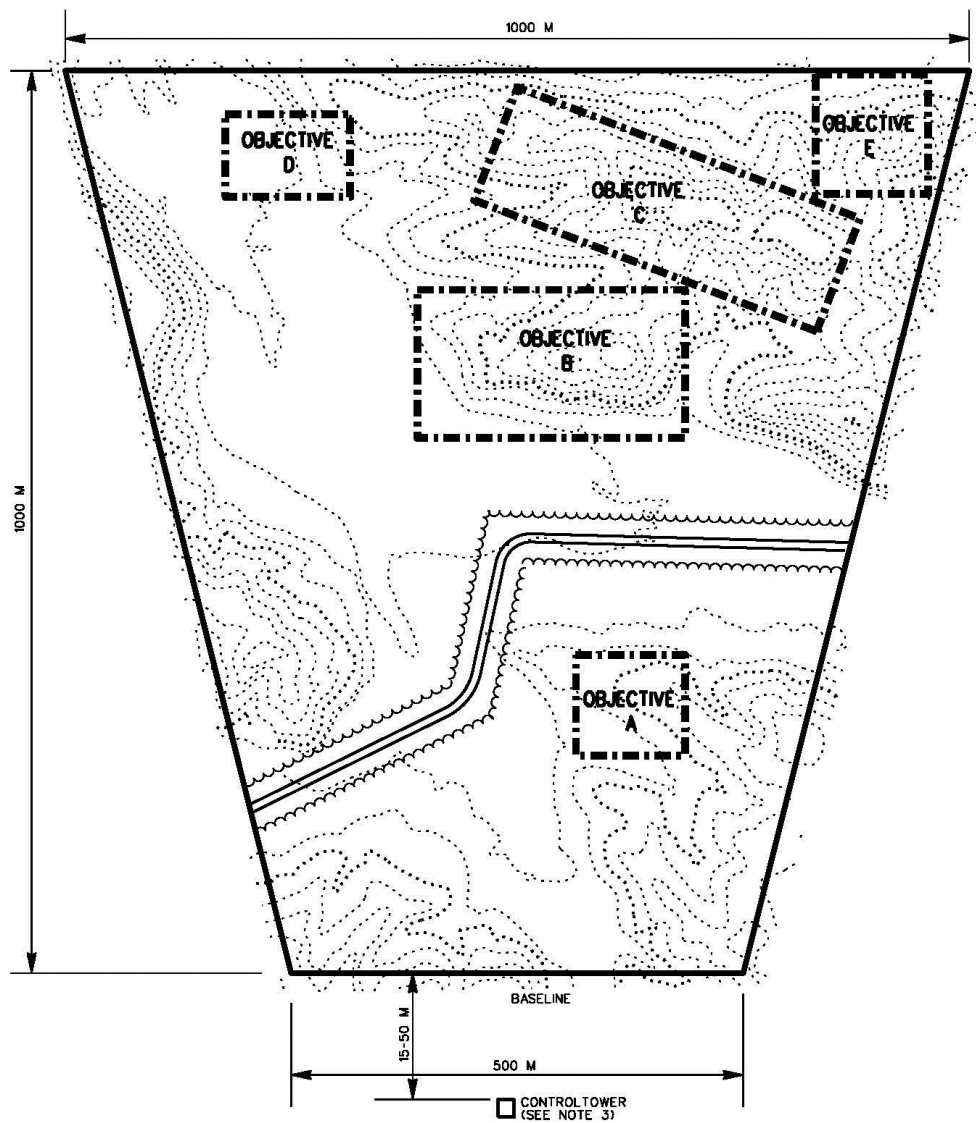 1000 M
OBJECTIVE
D
OBJECTIVE
E
OBJECTIVE
C
OBJECTIVE
B
1000 M
OBJECTIVE
A
BASELINE
15-50 M
500 M
CONTROLTOWER
(SEE NOTE 3)